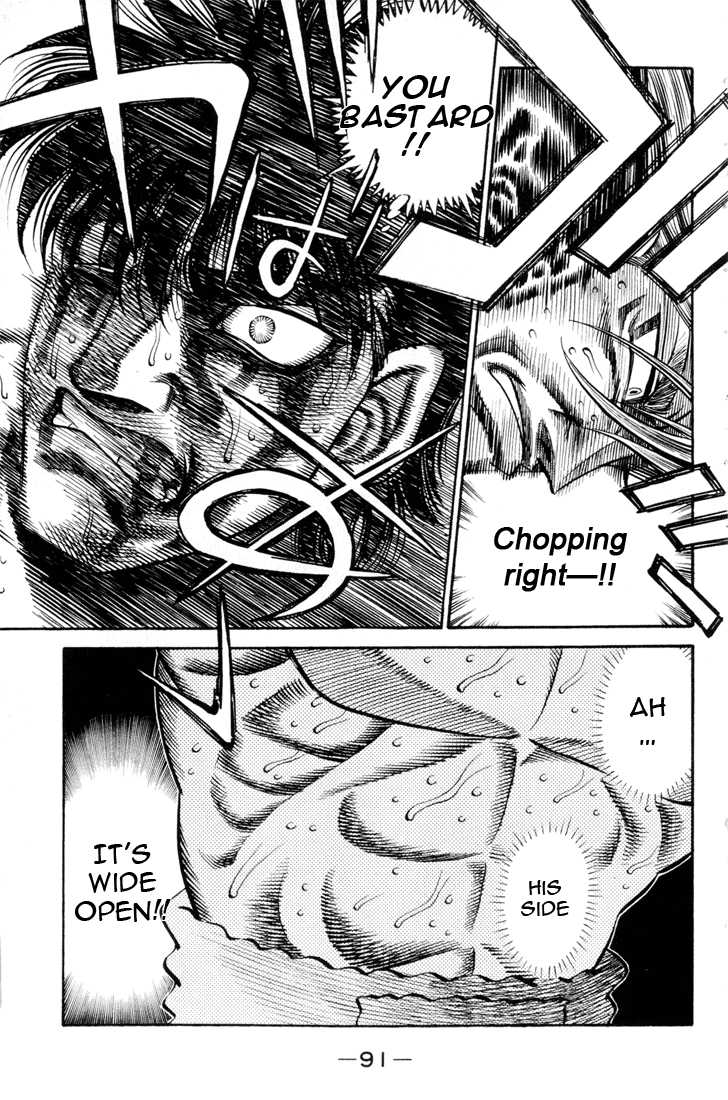 YOU
BASTARD
!!
Chopping
right—!!
AH
...
HIS
SIDE
IT'S
WIDE
OPEN!!
—91—